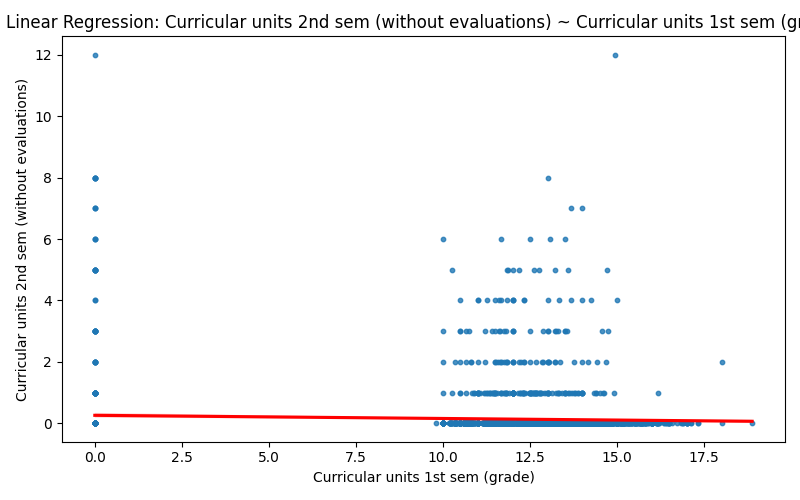 Linear Regression: Curricular units 2nd sem (without evaluations) ~ Curricular units 1st sem (
12
10
8
6
4
2
0
Curricular units 2nd sem (without evaluations)
0.0 2.5 5.0 7.5 10.0 12.5 15.0 17.5
Curricular units 1st sem (grade)